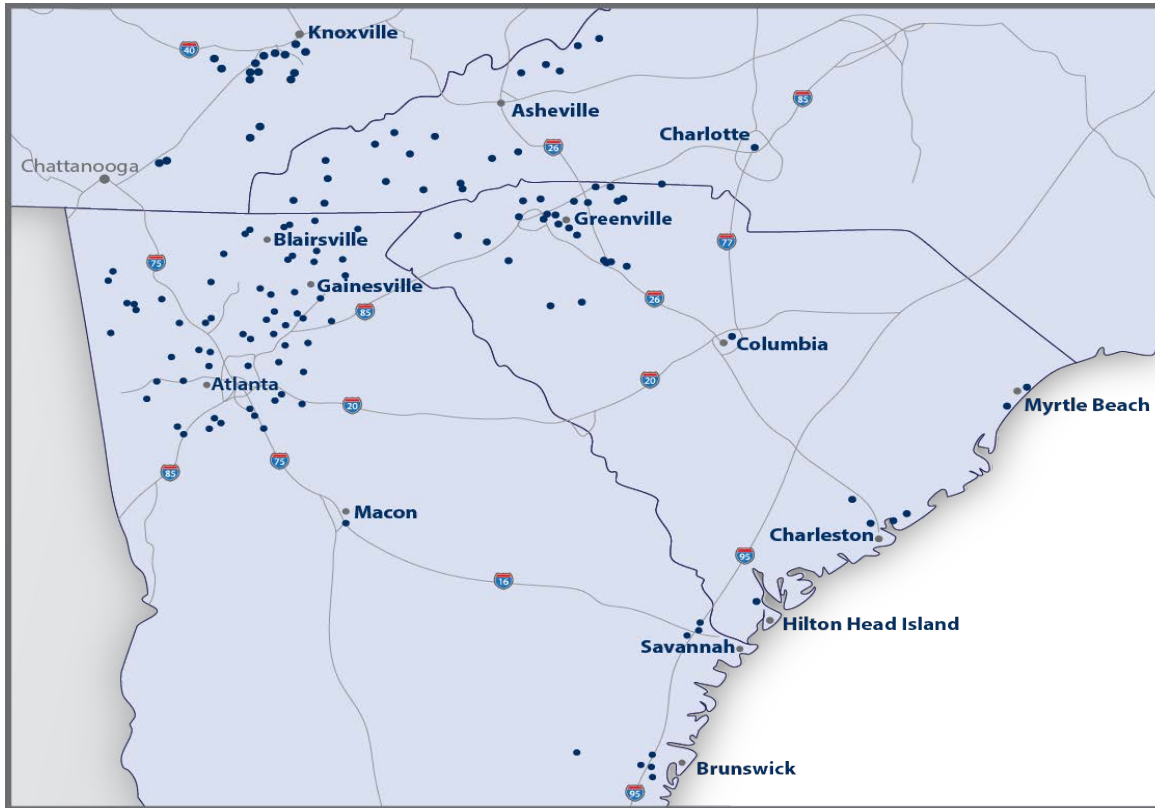 Knoxville
40
Asheville
85
Charlotte
26
Chattanooga
Greenville
Blairsville
77
75
Gainesville
85
26
Columbia
20
Atlanta
20
Myrtle Beach
85
75
Macon
Charleston
95
16
Hilton Head Island
Savannah
Brunswick
95